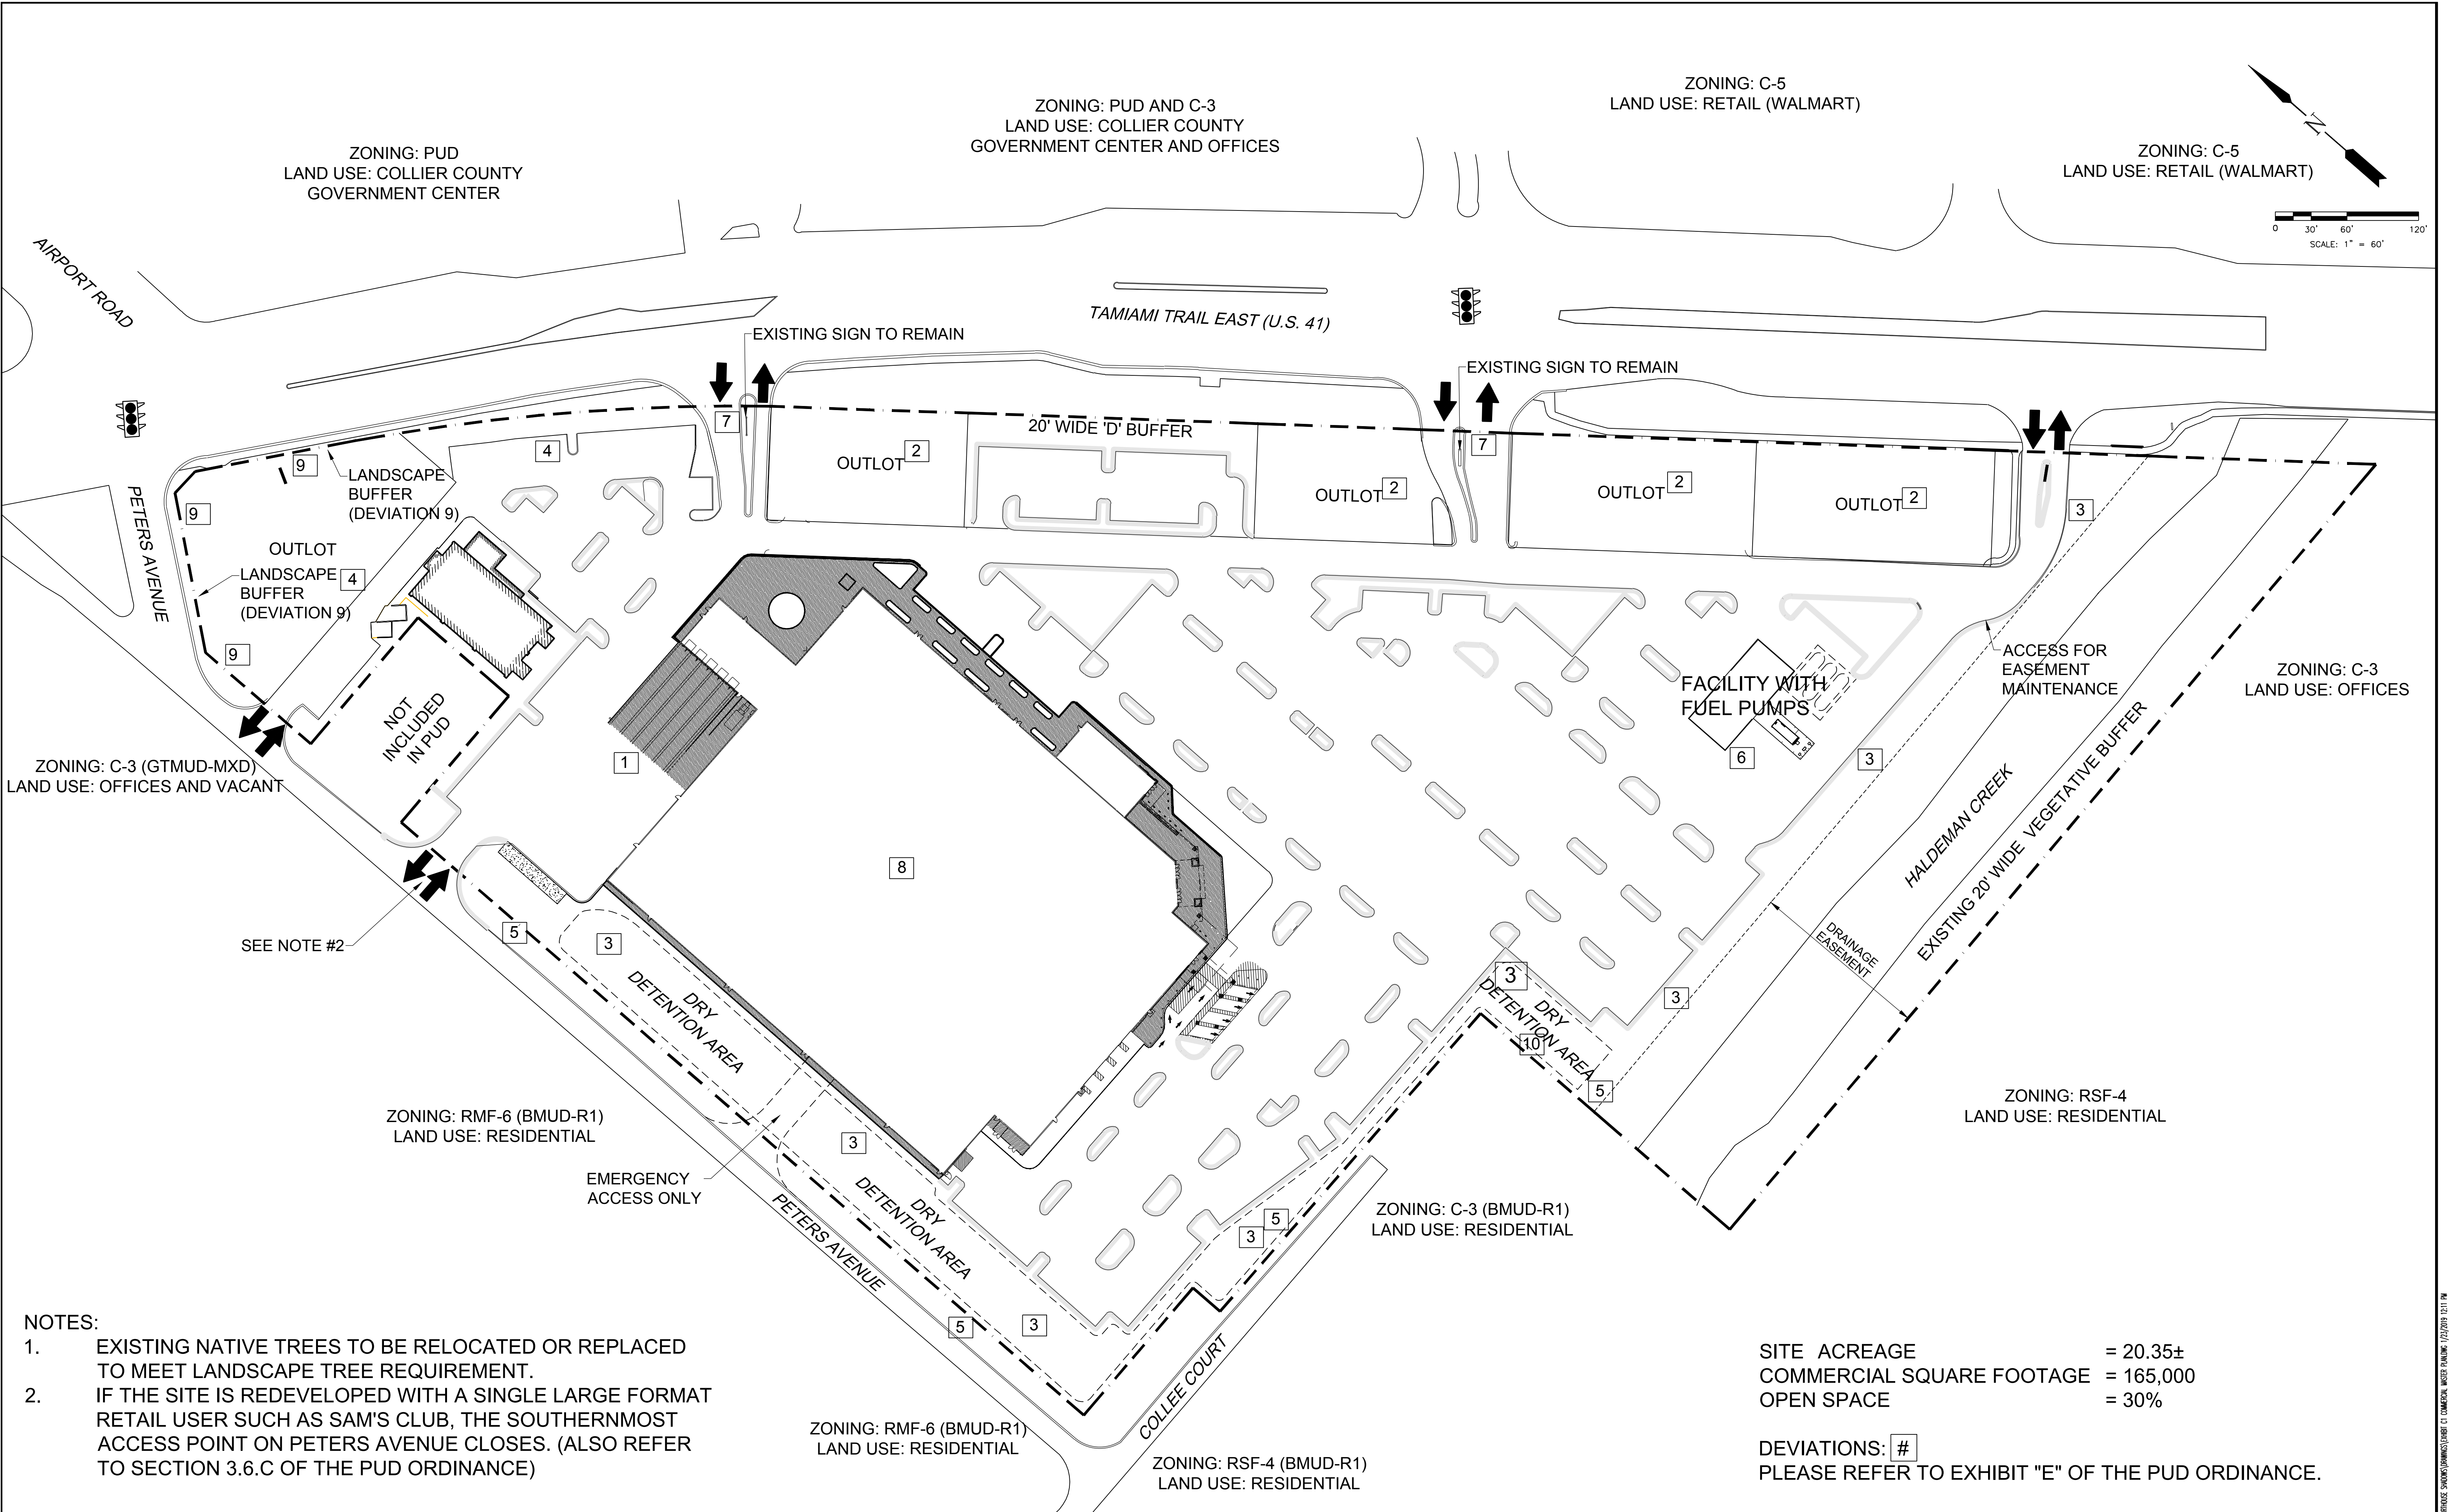 ZONING: C-5
LAND USE: RETAIL (WALMART)
ZONING: PUD AND C-3
LAND USE: COLLIER COUNTY
GOVERNMENT CENTER AND OFFICES
N
ZONING: C-5
LAND USE: RETAIL (WALMART)
ZONING: PUD
LAND USE: COLLIER COUNTY
GOVERNMENT CENTER
0 30' 60' 120'
SCALE: 1" = 60'
AIRPORT ROAD
TAMIAMI TRAIL EAST (U.S. 41)
EXISTING SIGN TO REMAIN
EXISTING SIGN TO REMAIN
7
20' WIDE 'D' BUFFER
7
4
OUTLOT 2
OUTLOT 2
OUTLOT 2
OUTLOT 2
3
9
LANDSCAPE
BUFFER
(DEVIATION 9)
PETERS AVENUE
9
OUTLOT
LANDSCAPE
BUFFER
(DEVIATION 9)
4
9
NOT
INCLUDED
IN PUD
ACCESS FOR
EASEMENT
MAINTENANCE
ZONING: C-3
LAND USE: OFFICES
FACILITY WITH
FUEL PUMPS
6
3
1
ZONING: C-3 (GTMUD-MXD)
LAND USE: OFFICES AND VACANT
HALDEMAN CREEK
EXISTING 20' WIDE VEGETATIVE BUFFER
8
SEE NOTE #2
5
3
DRY
DETENTION AREA
DRAINAGE
EASEMENT
3
DRY
DETENTION AREA
3
10
5
ZONING: RMF-6 (BMUD-R1)
LAND USE: RESIDENTIAL
ZONING: RSF-4
LAND USE: RESIDENTIAL
3
EMERGENCY
ACCESS ONLY
DRY
DETENTION AREA
PETERS AVENUE
5
3
ZONING: C-3 (BMUD-R1)
LAND USE: RESIDENTIAL
5
3
COLLEE COURT
ZONING: RMF-6 (BMUD-R1)
LAND USE: RESIDENTIAL
ZONING: RSF-4 (BMUD-R1)
LAND USE: RESIDENTIAL
NOTES:
1. EXISTING NATIVE TREES TO BE RELOCATED OR REPLACED
TO MEET LANDSCAPE TREE REQUIREMENT.
2. IF THE SITE IS REDEVELOPED WITH A SINGLE LARGE FORMAT
RETAIL USER SUCH AS SAM'S CLUB, THE SOUTHERNMOST
ACCESS POINT ON PETERS AVENUE CLOSES. (ALSO REFER
TO SECTION 3.6.C OF THE PUD ORDINANCE)
SITE ACREAGE = 20.35±
COMMERCIAL SQUARE FOOTAGE = 165,000
OPEN SPACE = 30%
DEVIATIONS: #
PLEASE REFER TO EXHIBIT "E" OF THE PUD ORDINANCE.
1/23/2019 12:11 PM